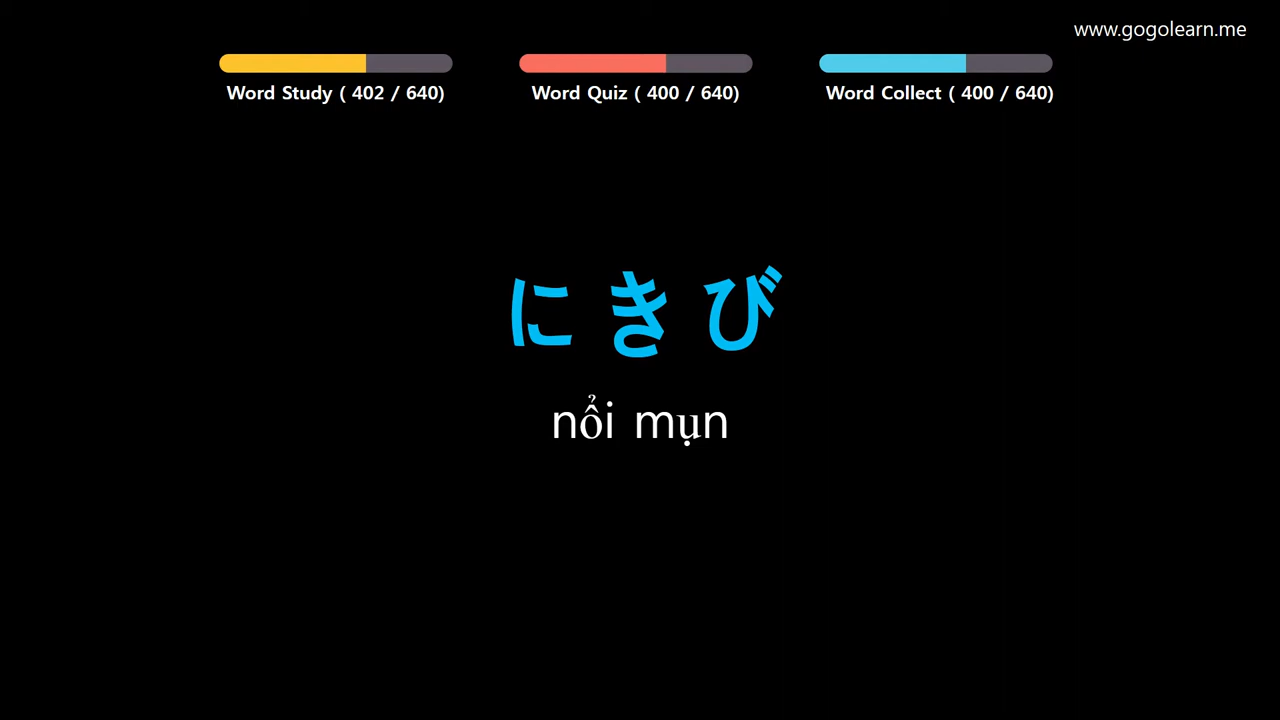 www.gogolearn.me
Word Study ( 402 / 640)
Word Quiz ( 400 / 640)
Word Collect ( 400 / 640)
にきび
nổi mụn